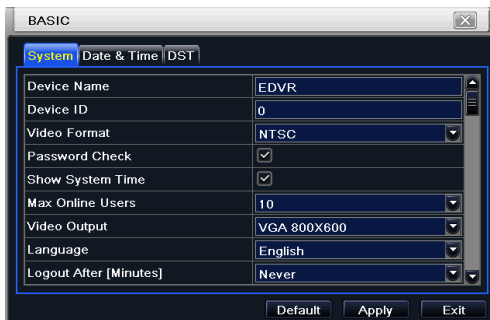 BASIC
System Date & Time DST
Device Name EDVR
Device ID 0
Video Format NTSC
Password Check
Show System Time
Max Online Users 10
Video Output VGA 800X600
Language English
Logout After [Minutes] Never
Default Apply Exit